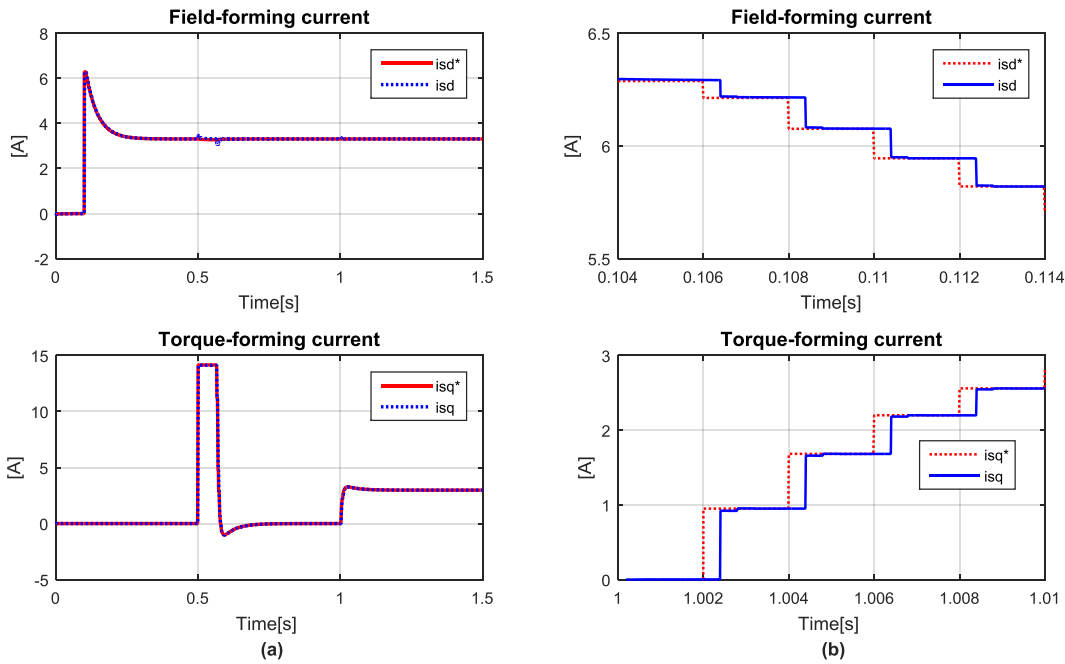 Field-forming current
8
6
4
2
0
-2
[A]
isd*
isd
0
0.5
1
1.5
Time[s]
Field-forming current
6.5
6
5.5
[A]
isd*
isd
0.104
0.106
0.108
0.11
0.112
0.114
Time[s]
Torque-forming current
15
10
5
0
-5
[A]
isq*
isq
0
0.5
1
1.5
Time[s]
(a)
Torque-forming current
3
2
1
0
[A]
isq*
isq
1
1.002
1.004
1.006
1.008
1.01
Time[s]
(b)